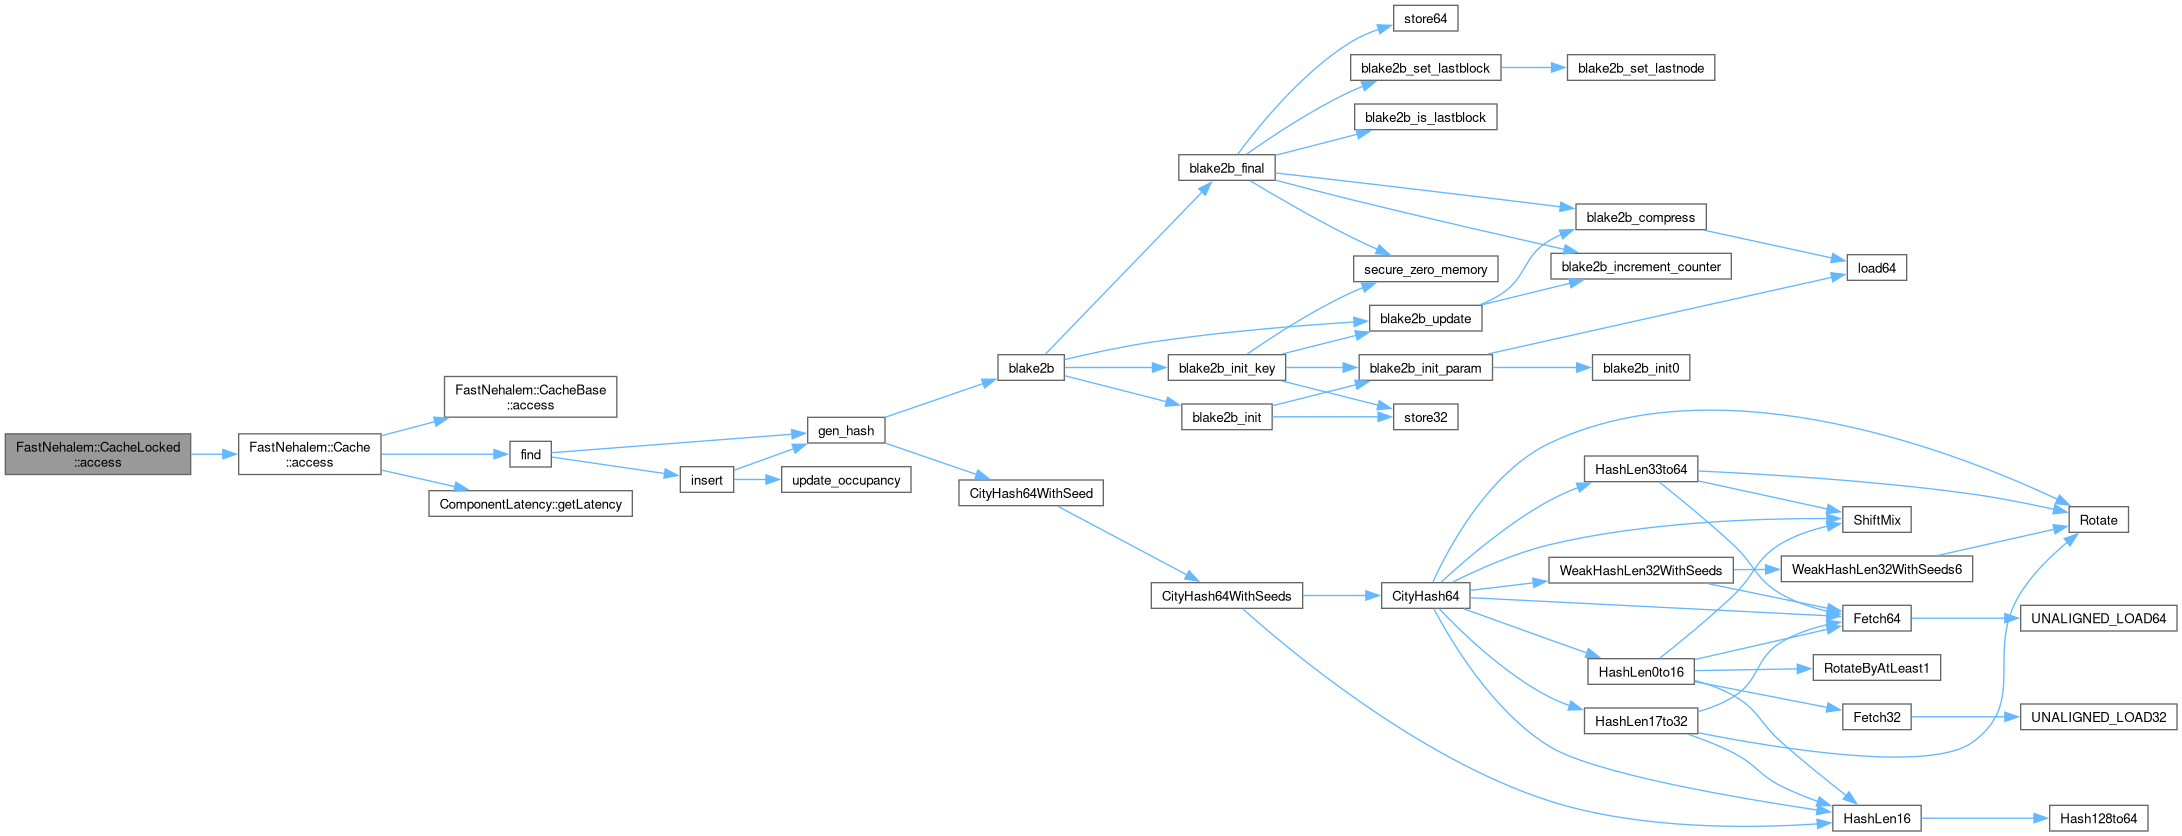 FastNehalem::CacheLocked
::access
FastNehalem::Cache
::access
FastNehalem::CacheBase
::access
find
ComponentLatency::getLatency
insert
gen_hash
update_occupancy
blake2b
CityHash64WithSeed
blake2b_final
blake2b_init_key
blake2b_init
CityHash64WithSeeds
store64
blake2b_set_lastblock
blake2b_is_lastblock
secure_zero_memory
blake2b_update
blake2b_init_param
store32
CityHash64
blake2b_set_lastnode
blake2b_compress
blake2b_increment_counter
blake2b_init0
HashLen33to64
WeakHashLen32WithSeeds
HashLen0to16
HashLen17to32
load64
ShiftMix
WeakHashLen32WithSeeds6
Fetch64
RotateByAtLeast1
Fetch32
HashLen16
Rotate
UNALIGNED_LOAD64
UNALIGNED_LOAD32
Hash128to64